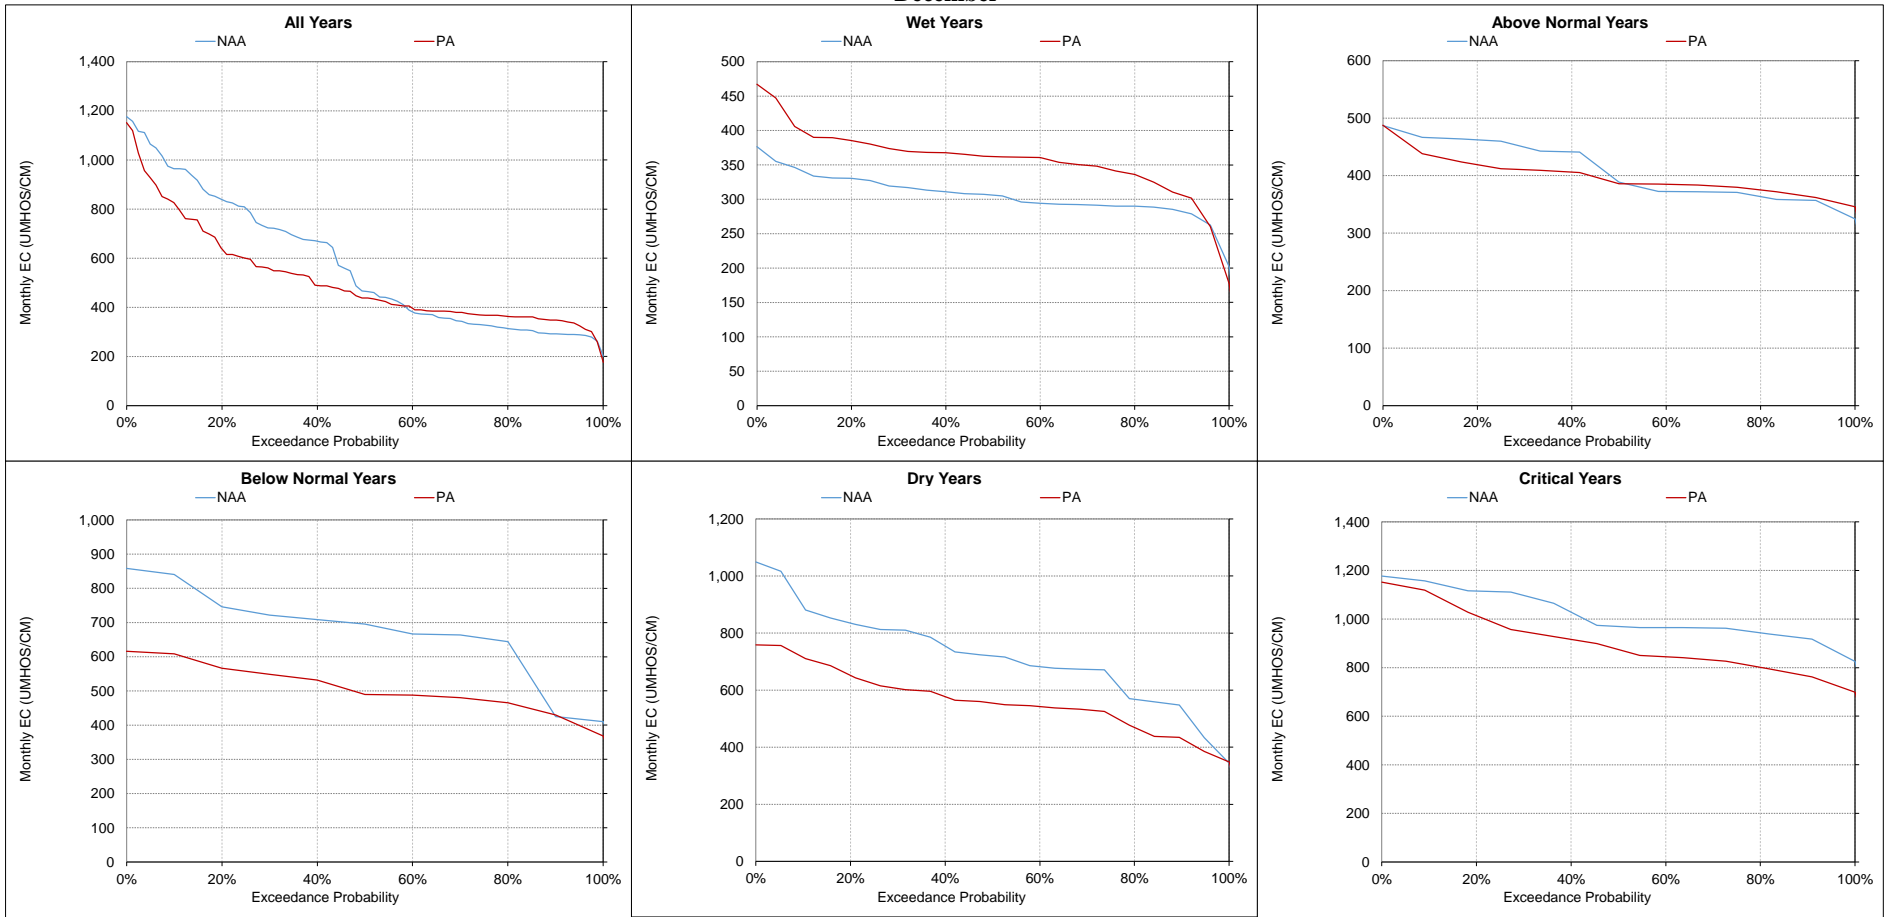 December
All Years
NAA PA
1,400
1,200
1,000
800
600
400
200
0
0% 20% 40% 60% 80% 100%
Monthly EC (UMHOS/CM)
Exceedance Probability
Wet Years
NAA PA
500
450
400
350
300
250
200
150
100
50
0
0% 20% 40% 60% 80% 100%
Monthly EC (UMHOS/CM)
Exceedance Probability
Above Normal Years
NAA PA
600
500
400
300
200
100
0
0% 20% 40% 60% 80% 100%
Monthly EC (UMHOS/CM)
Exceedance Probability
Below Normal Years
NAA PA
1,000
900
800
700
600
500
400
300
200
100
0
0% 20% 40% 60% 80% 100%
Monthly EC (UMHOS/CM)
Exceedance Probability
Dry Years
NAA PA
1,200
1,000
800
600
400
200
0
0% 20% 40% 60% 80% 100%
Monthly EC (UMHOS/CM)
Exceedance Probability
Critical Years
NAA PA
1,400
1,200
1,000
800
600
400
200
0
0% 20% 40% 60% 80% 100%
Monthly EC (UMHOS/CM)
Exceedance Probability